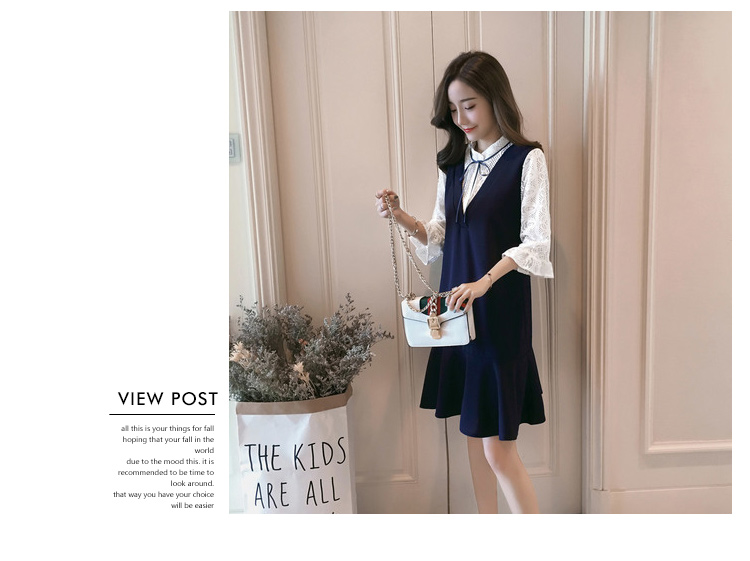 VIEW POST
all this is your things for fall
hoping that your fall in the
world
due to the mood this. it is
recommended to be time to
look around.
that way you have your choice
will be easier
THE KIDS
ARE ALL